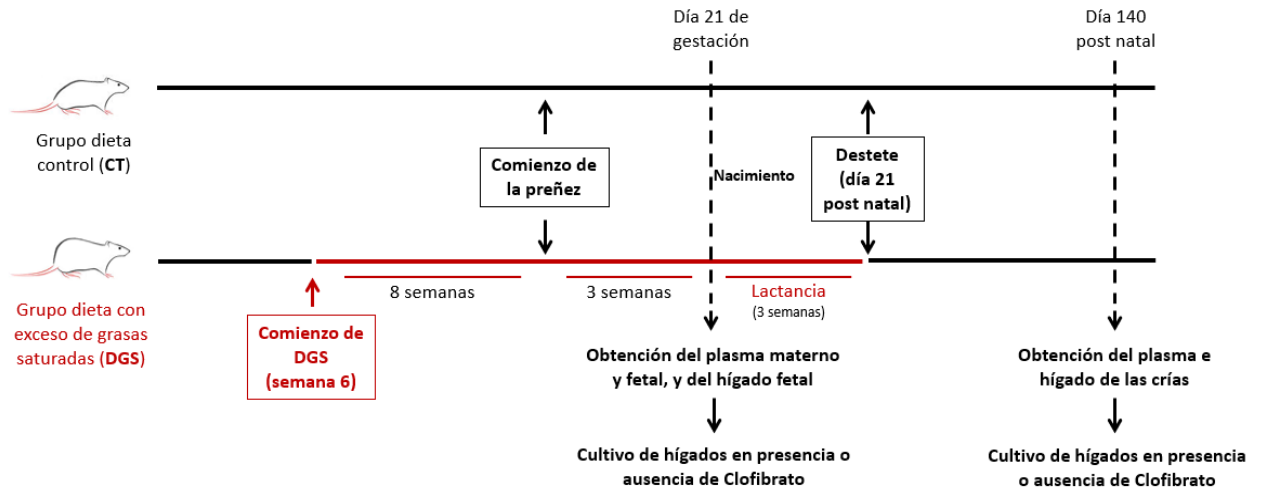 Día 21 de
gestación
Día 140
post natal
Grupo dieta
control (CT)
Comienzo de
la preñez
Nacimiento
Destete
(día 21
post natal)
Grupo dieta con
exceso de grasas
saturadas (DGS)
8 semanas
3 semanas
Lactancia
(3 semanas)
Comienzo de
DGS
(semana 6)
Obtención del plasma materno
y fetal, y del hígado fetal
Obtención del plasma e
hígado de las crías
Cultivo de hígados en presencia o
ausencia de Clofibrato
Cultivo de hígados en presencia
o ausencia de Clofibrato